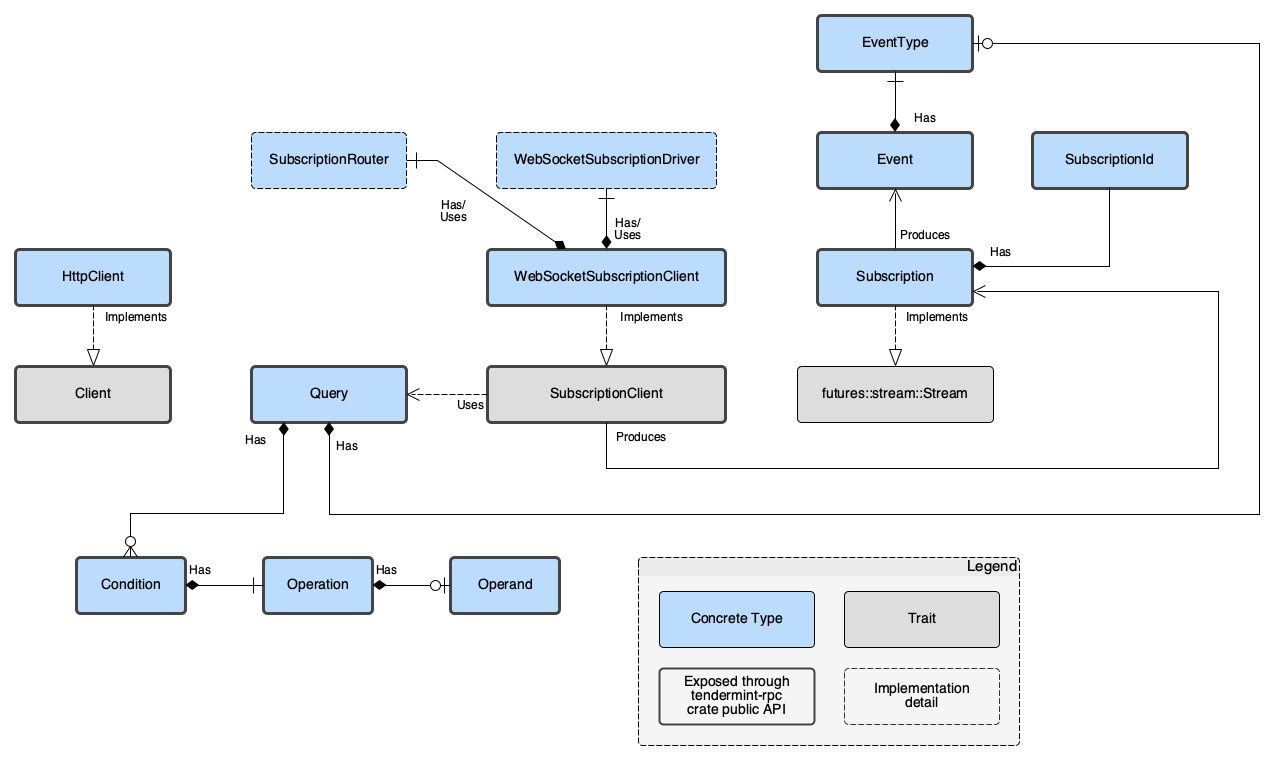 EventType
Has
SubscriptionRouter
WebSocketSubscriptionDriver
Event
SubscriptionId
Has/
Uses
Has/
Uses
Produces
Has
HttpClient
WebSocketSubscriptionClient
Subscription
Implements
Implements
Implements
Client
Query
Uses
SubscriptionClient
futures::stream::Stream
Has
Has
Produces
Condition
Has
Operation
Has
Operand
Legend
Concrete Type
Trait
Exposed through
tendermint-rpc
crate public API
Implementation
detail